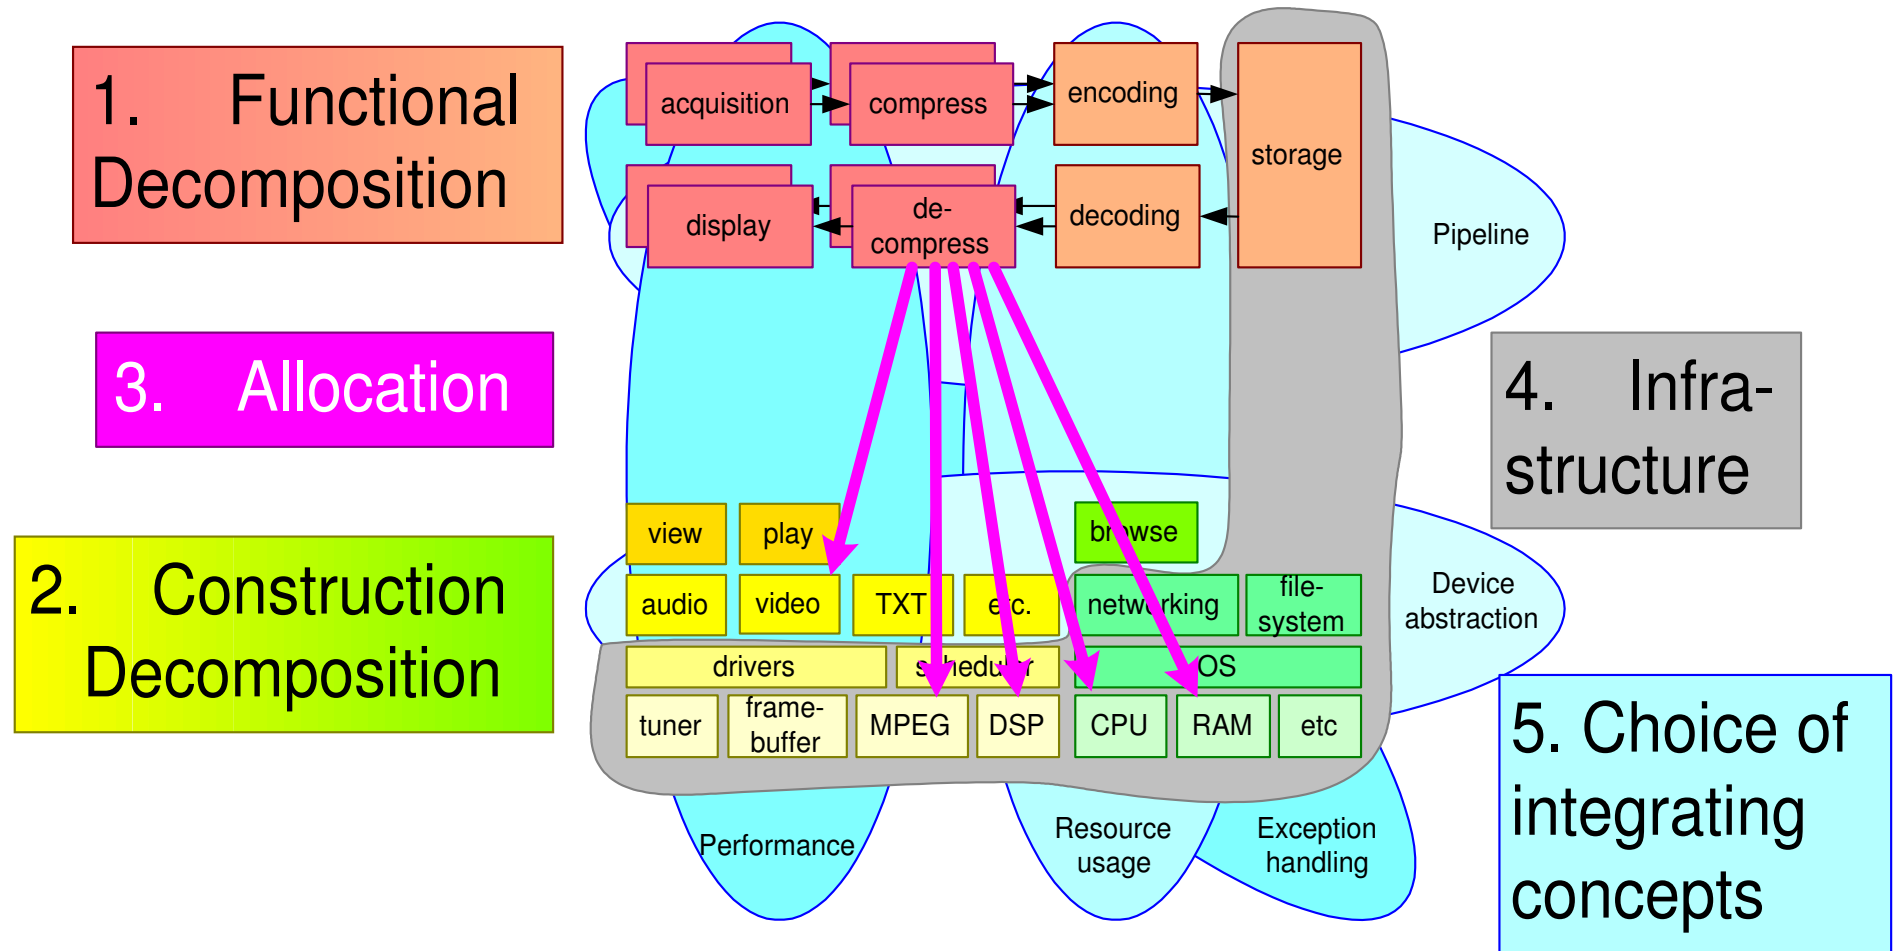 1. Functional
Decomposition
acquisition
compress
encoding
storage
display
de-
compress
decoding
Pipeline
3. Allocation
4. Infra-
structure
2. Construction
Decomposition
view
play
browse
audio
video
TXT
etc.
networking
file-
system
Device
abstraction
drivers
scheduler
OS
tuner
frame-
buffer
MPEG
DSP
CPU
RAM
etc
5. Choice of
integrating
concepts
Performance
Resource
usage
Exception
handling